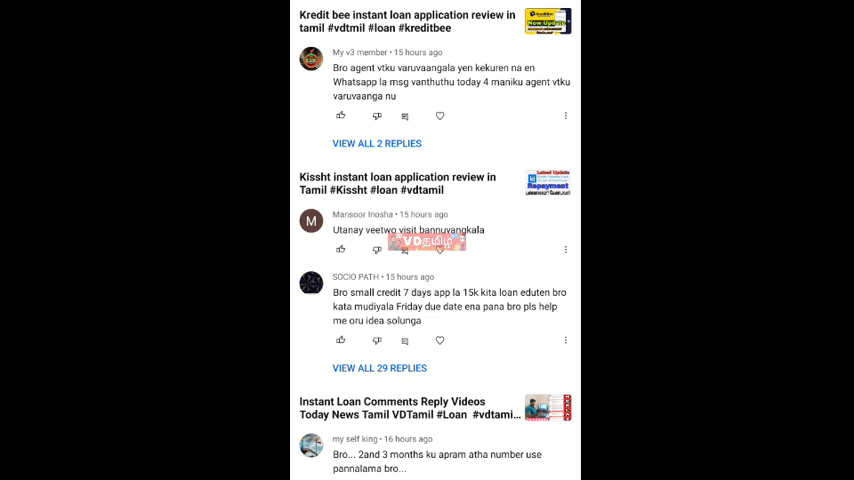 Kredit bee instant loan application review in
tamil #vdtmil #loan #kreditbee
New Update
My v3 member • 15 hours ago
Bro agent vtku varuvaangala yen kekuren na en
Whatsapp la msg vanthuthu today 4 maniku agent vtku
varuvaanga nu
VIEW ALL 2 REPLIES
Kissht instant loan application review in
Tamil #Kissht #loan #vdtamil
Latest Update
Repayment
M
Mansoor Inosha • 15 hours ago
Utanay veetwo visit bannuvangkala
VDதமிழ்
SOCIO PATH • 15 hours ago
Bro small credit 7 days app la 15k kita loan eduten bro
kata mudiyala Friday due date ena pana bro pls help
me oru idea solunga
VIEW ALL 29 REPLIES
Instant Loan Comments Reply Videos
Today News Tamil VDTamil #Loan #vdtami...
my self king • 16 hours ago
Bro... 2and 3 months ku apram atha number use
pannalama bro...